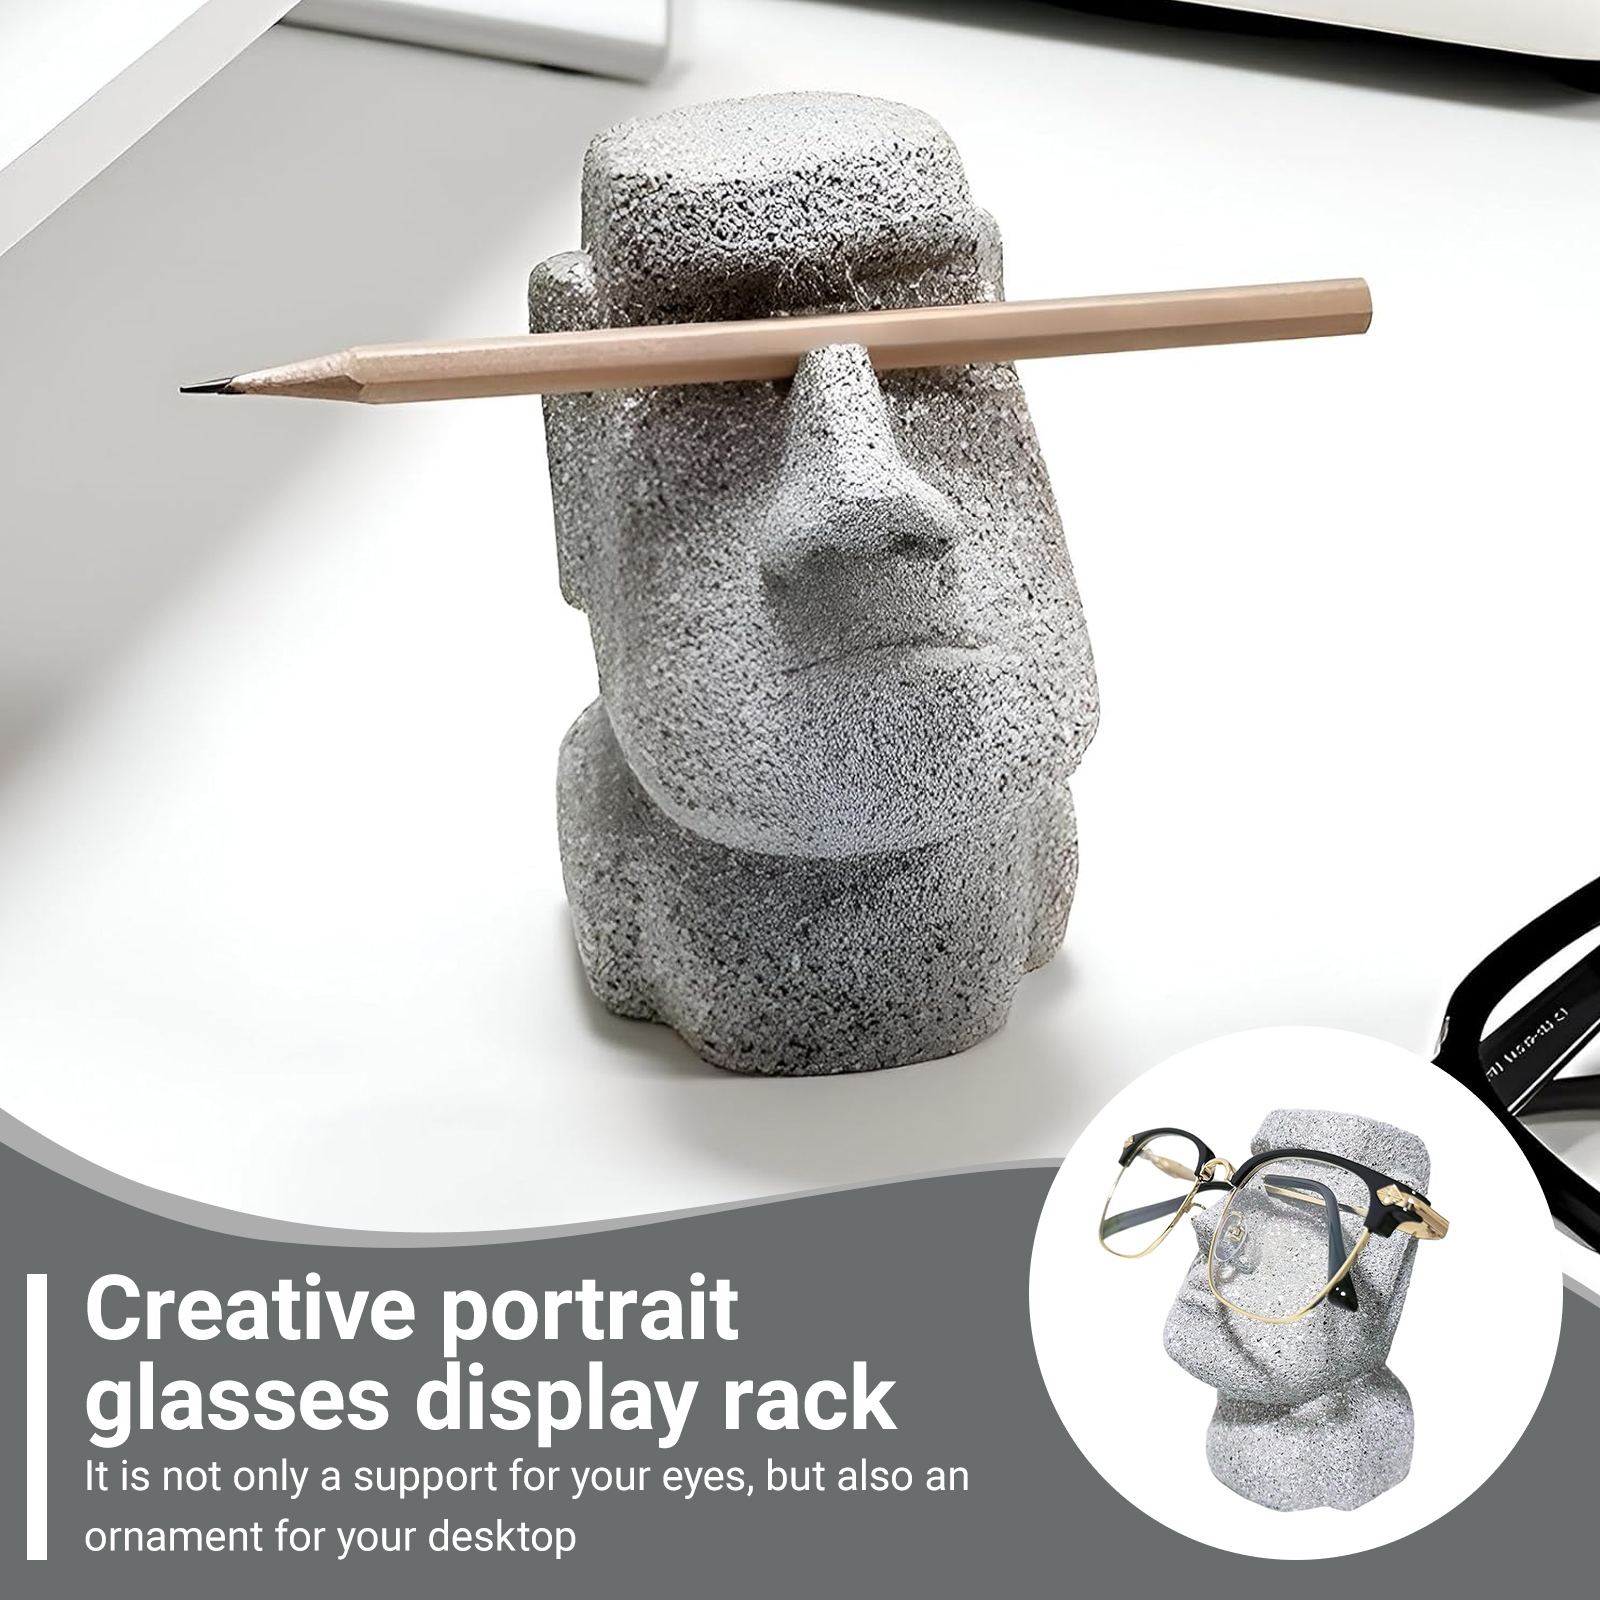 Creative portrait
glasses display rack
It is not only a support for your eyes, but also an
ornament for your desktop